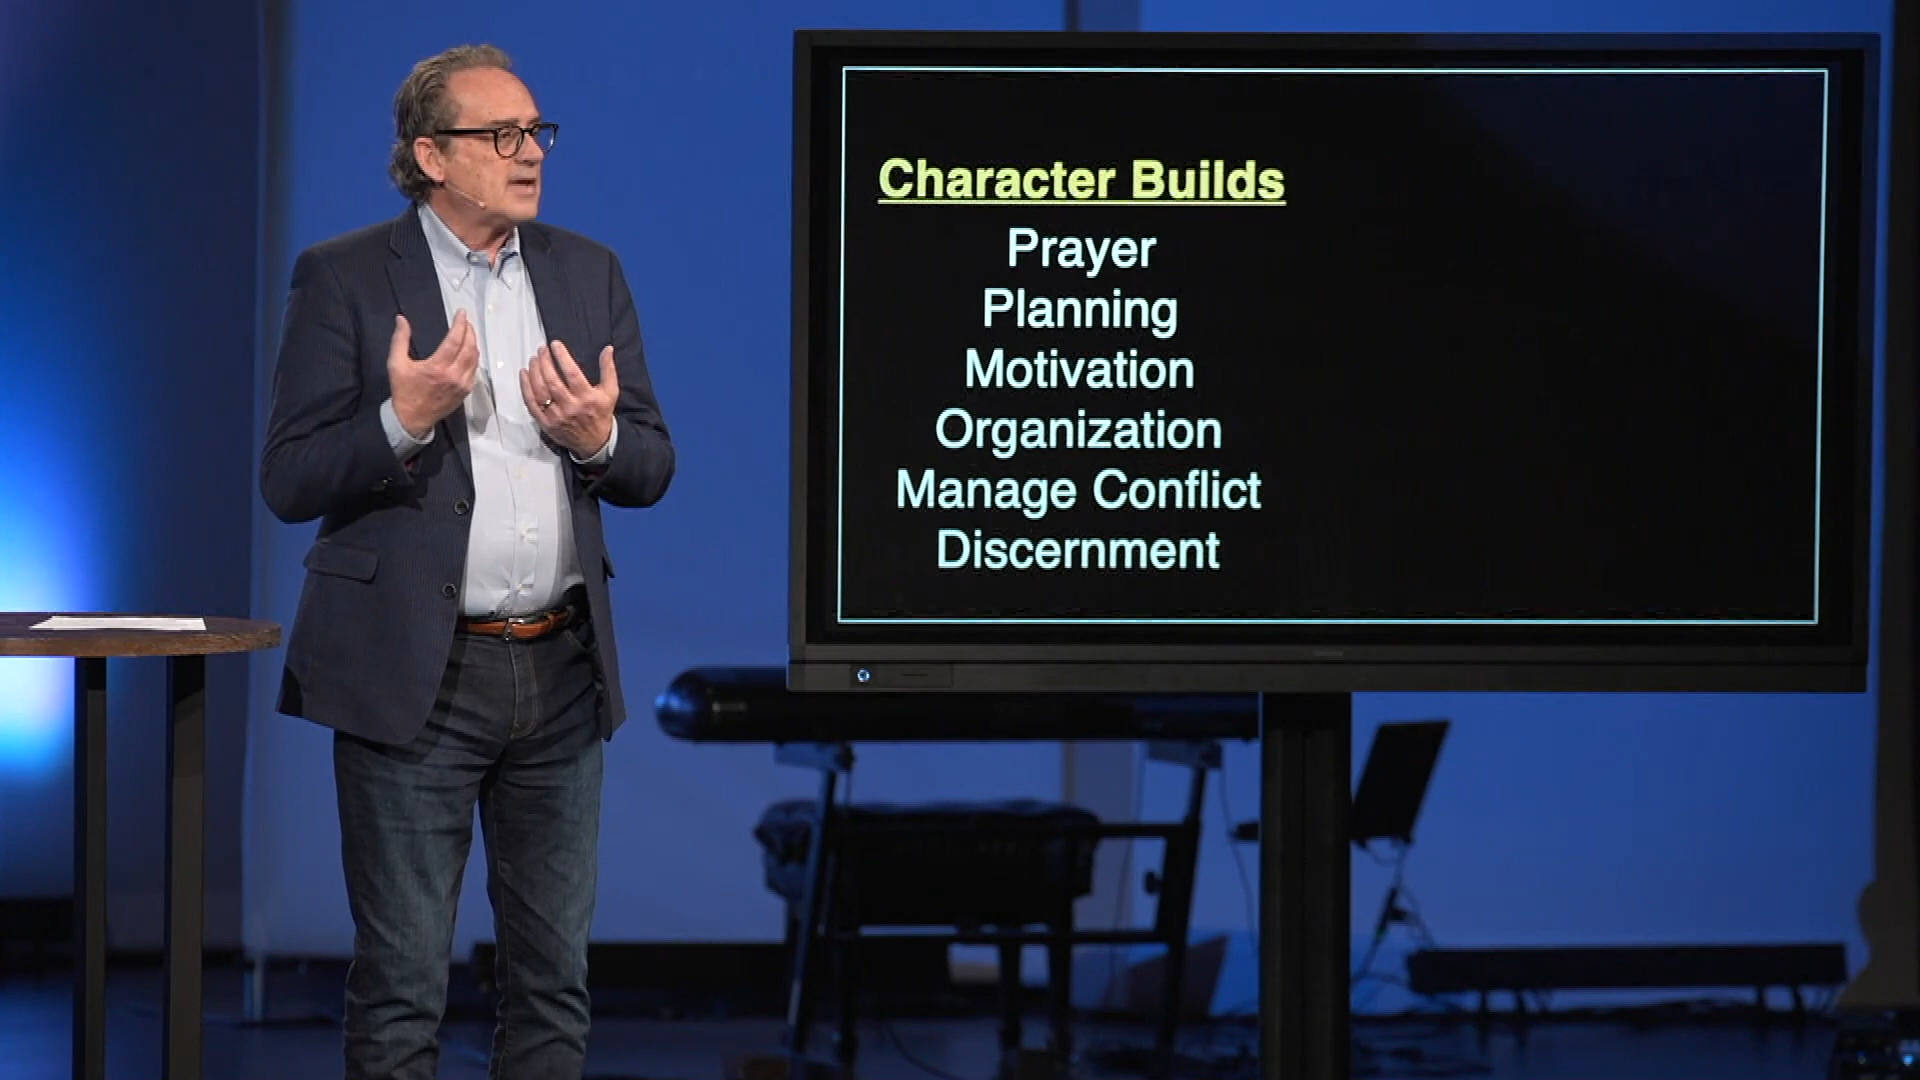 Character Builds
Prayer
Planning
Motivation
Organization
Manage Conflict
Discernment